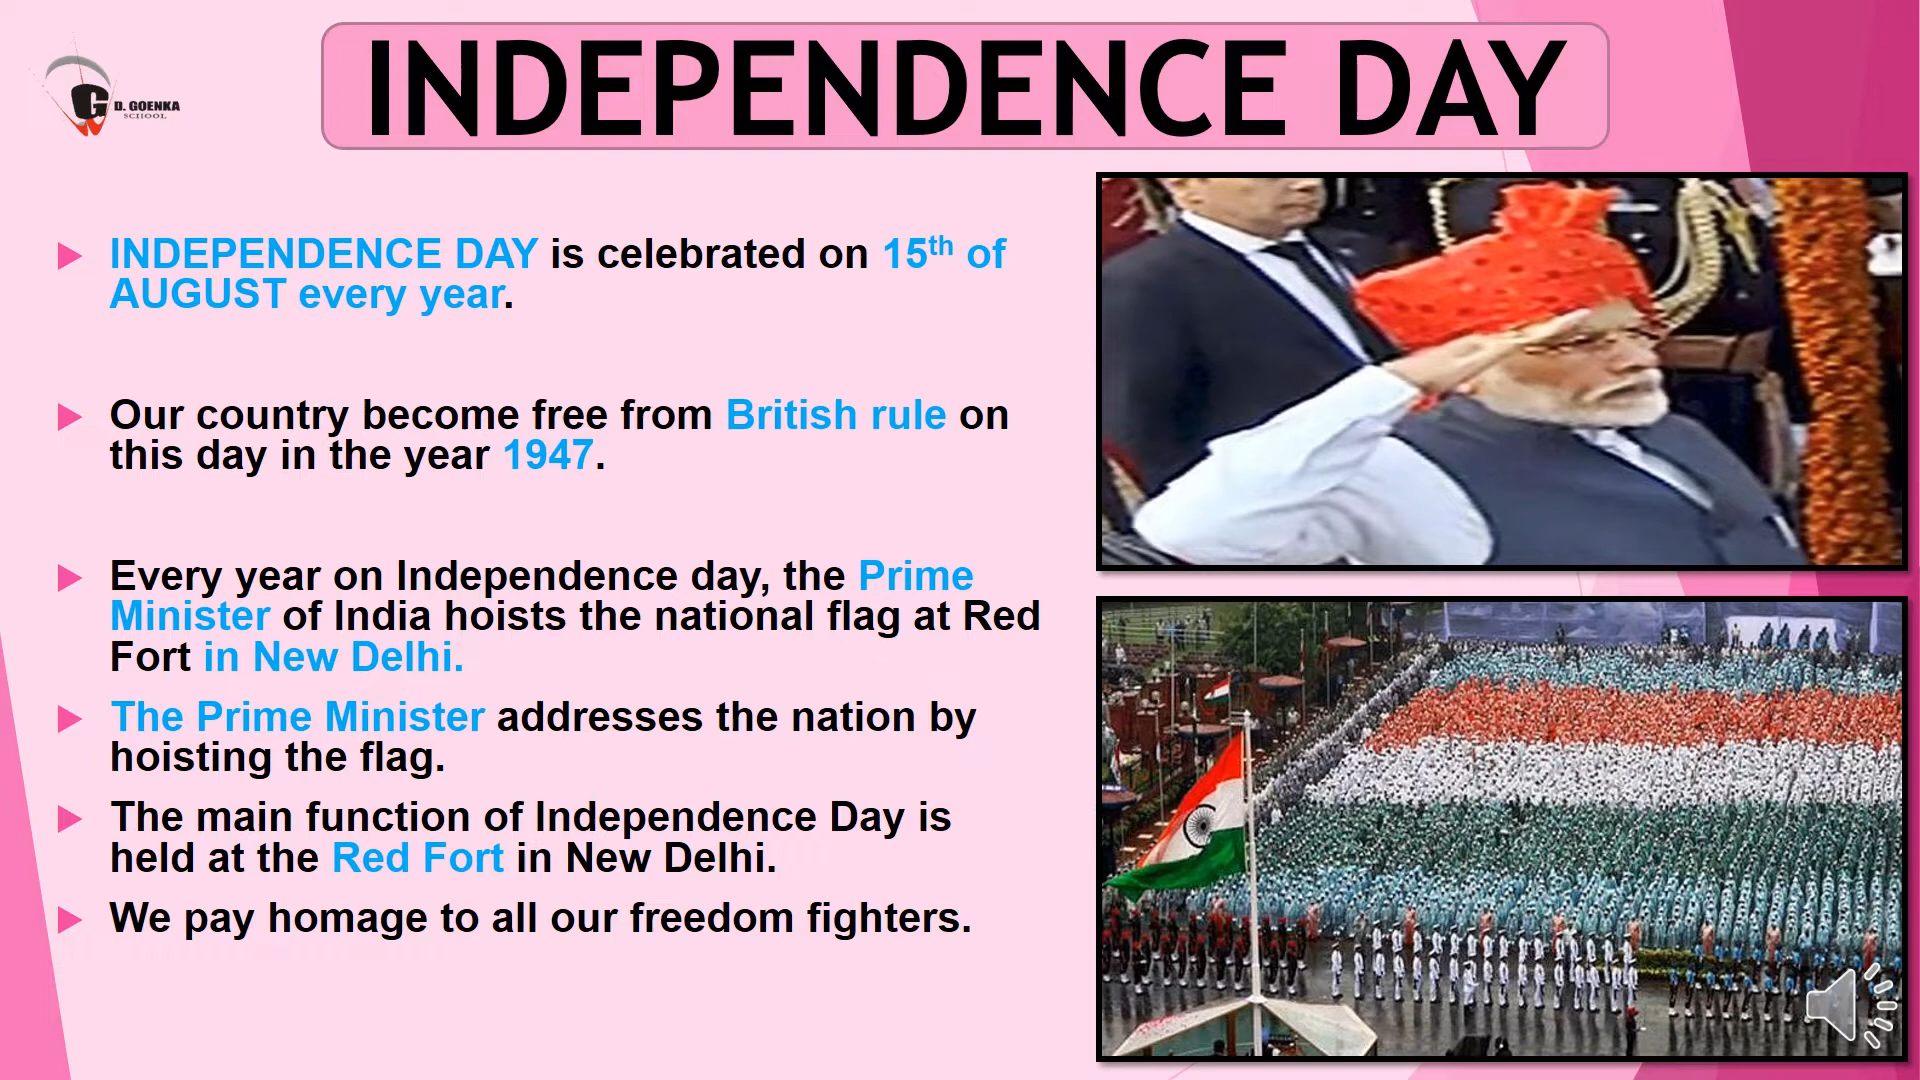 G D. GOENKA
SCHOOL
INDEPENDENCE DAY
INDEPENDENCE DAY is celebrated on 15th of
AUGUST every year.
Our country become free from British rule on
this day in the year 1947.
Every year on Independence day, the Prime
Minister of India hoists the national flag at Red
Fort in New Delhi.
The Prime Minister addresses the nation by
hoisting the flag.
The main function of Independence Day is
held at the Red Fort in New Delhi.
We pay homage to all our freedom fighters.